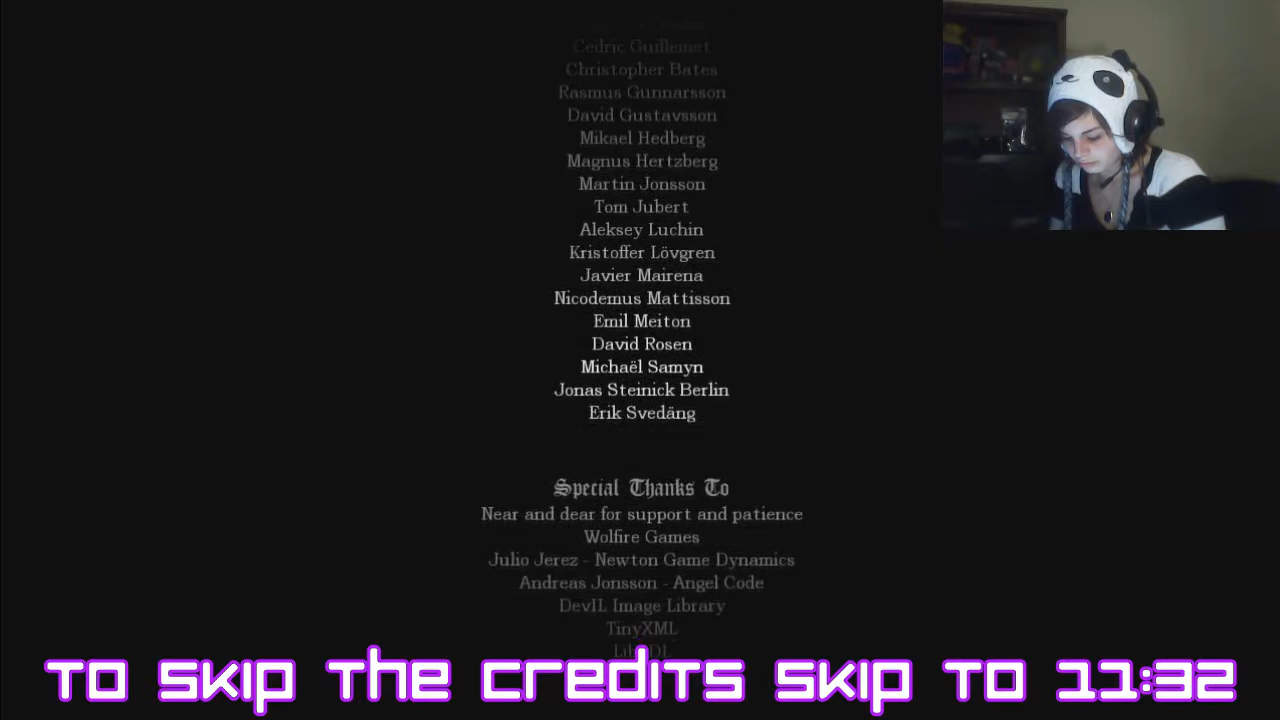 Cedric Guillemet
Christopher Bates
Rasmus Gunnarsson
David Gustavsson
Mikael Hedberg
Magnus Hertzberg
Martin Jonsson
Tom Jubert
Aleksey Luchin
Kristoffer Lövgren
Javier Mairena
Nicodemus Mattisson
Emil Meiton
David Rosen
Michaël Samyn
Jonas Steinick Berlin
Erik Svedäng
Special Thanks To
Near and dear for support and patience
Wolfire Games
Julio Jerez - Newton Game Dynamics
Andreas Jonsson - Angel Code
DevIL Image Library
TinyXML
To skip the credits skip to 11:32